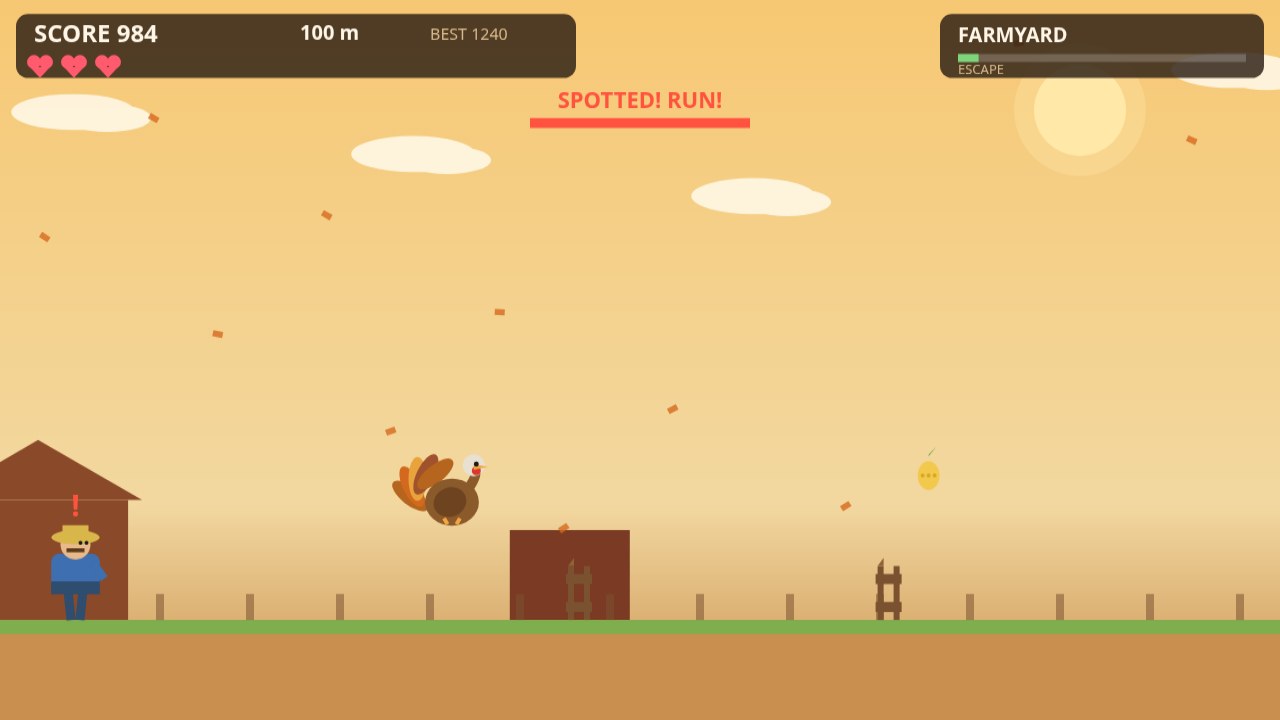 SCORE 984
100 m
BEST 1240
FARMYARD
ESCAPE
SPOTTED! RUN!
!